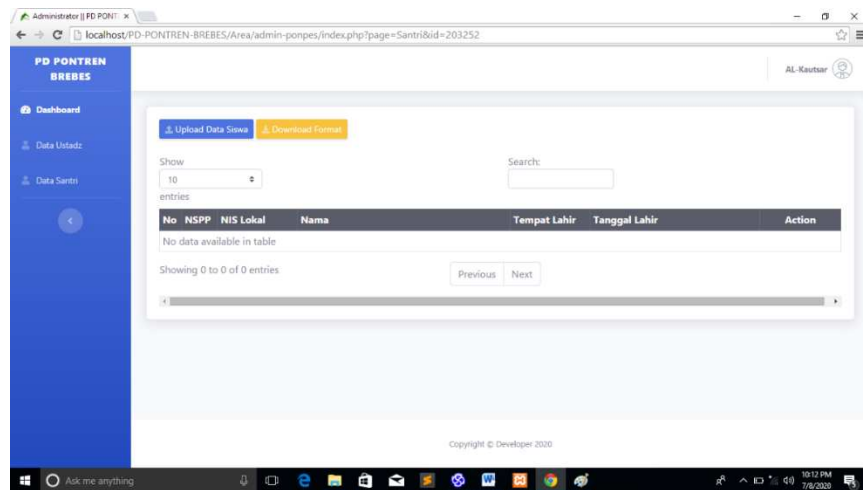 Administrator || PD PONT
localhost/PD-PONTREN-BREBES/Area/admin-ponpes/index.php?page=Santri&id=203252
PD PONTREN
BREBES
AL-Kautsar
Dashboard
Data Ustadz
Data Santri
Upload Data Siswa
Download Format
Show
10
entries
Search:
No NSPP NIS Lokal Nama Tempat Lahir Tanggal Lahir Action
No data available in table
Showing 0 to 0 of 0 entries
Previous Next
Copyright © Developer 2020
Ask me anything
10:12 PM
7/8/2020